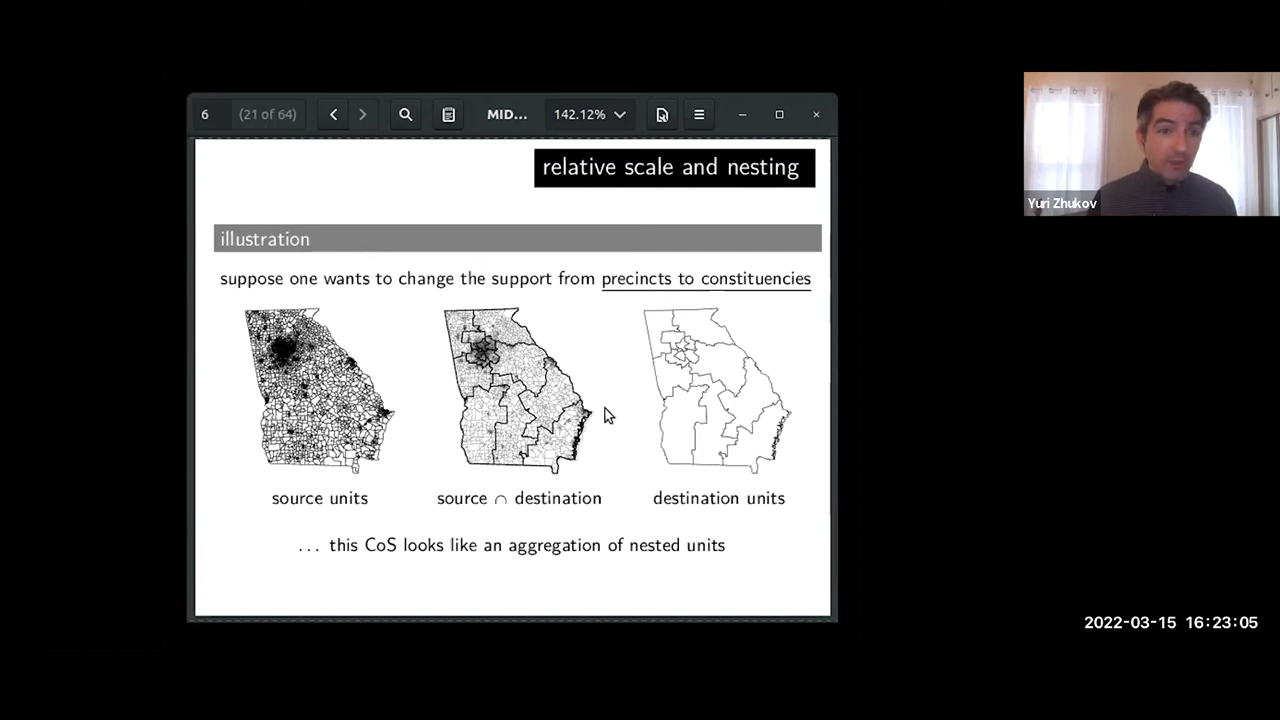 6 (21 of 64) MID... 142.12%
relative scale and nesting
illustration
suppose one wants to change the support from precincts to constituencies
source units
source ∩ destination
destination units
... this CoS looks like an aggregation of nested units
Yuri Zhukov
2022-03-15 16:23:05